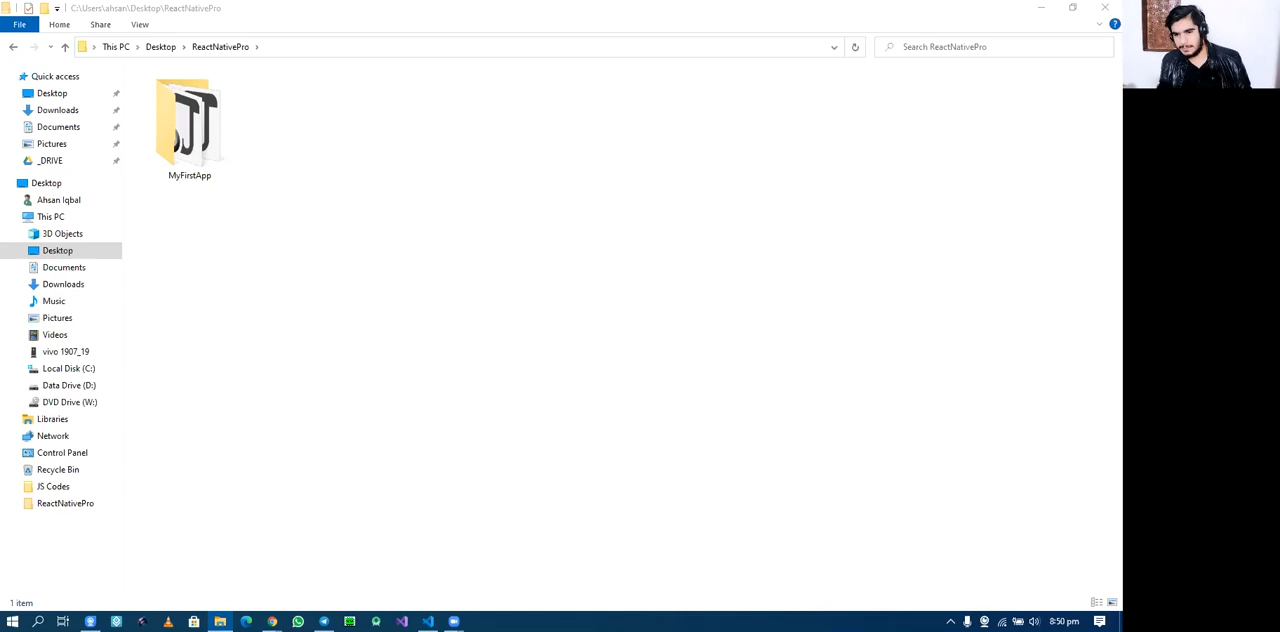 C:\Users\ahsan\Desktop\ReactNativePro
File Home Share View
This PC Desktop ReactNativePro
Search ReactNativePro
Quick access
Desktop
Downloads
Documents
Pictures
_DRIVE
Desktop
Ahsan Iqbal
This PC
3D Objects
Desktop
Documents
Downloads
Music
Pictures
Videos
vivo 1907_19
Local Disk (C:)
Data Drive (D:)
DVD Drive (W:)
Libraries
Network
Control Panel
Recycle Bin
JS Codes
ReactNativePro
MyFirstApp
1 item
8:50 pm